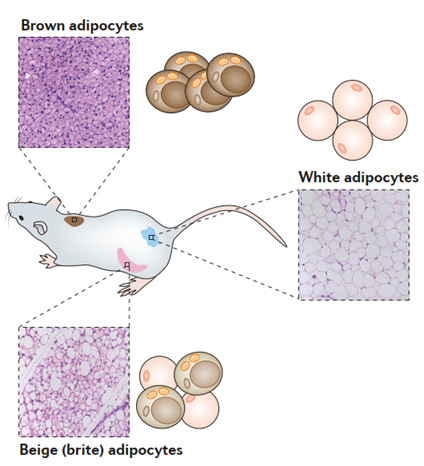 Brown adipocytes
White adipocytes
Beige (brite) adipocytes